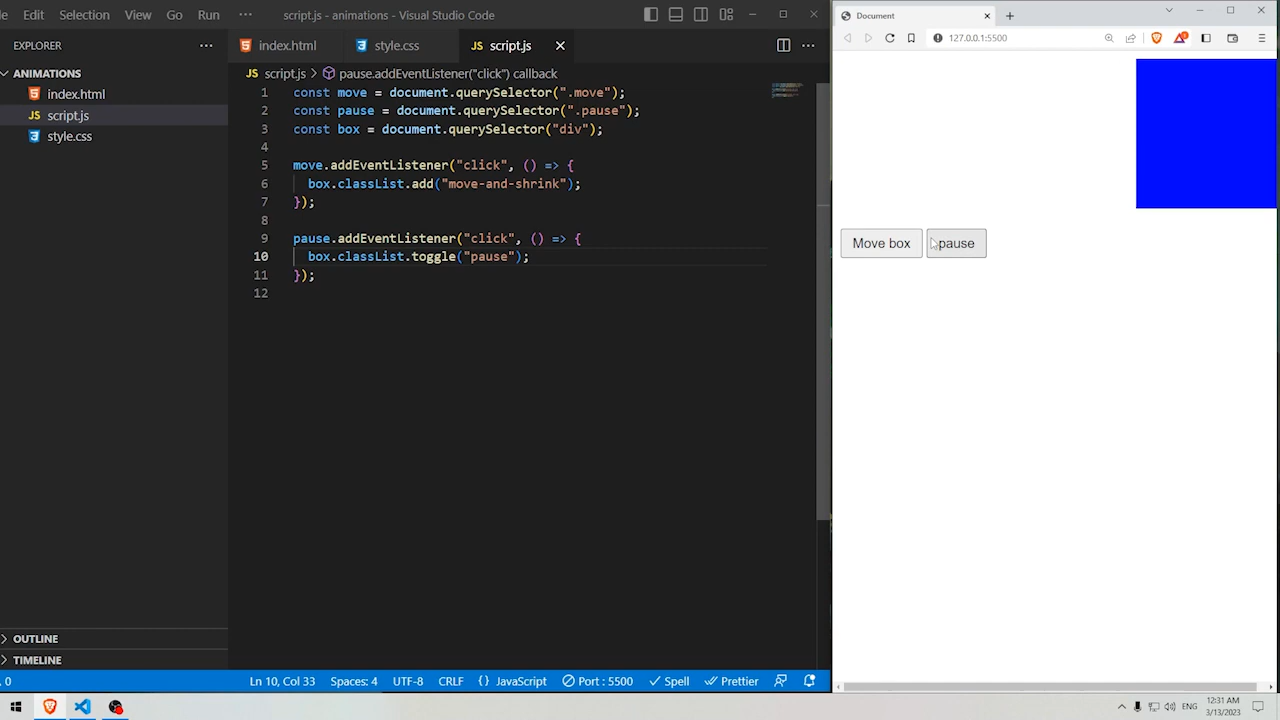 Edit Selection View Go Run ··· script.js - animations - Visual Studio Code
EXPLORER ···
ANIMATIONS
index.html
JS script.js
style.css
OUTLINE
TIMELINE
index.html style.css JS script.js ···
JS script.js > pause.addEventListener("click") callback
1 const move = document.querySelector(".move");
2 const pause = document.querySelector(".pause");
3 const box = document.querySelector("div");
4
5 move.addEventListener("click", () => {
6 box.classList.add("move-and-shrink");
7 });
8
9 pause.addEventListener("click", () => {
10 box.classList.toggle("pause");
11 });
12
0 Ln 10, Col 33 Spaces: 4 UTF-8 CRLF {} JavaScript Port : 5500 Spell Prettier
Document
127.0.0.1:5500
Move box pause
ENG 12:31 AM
3/13/2023